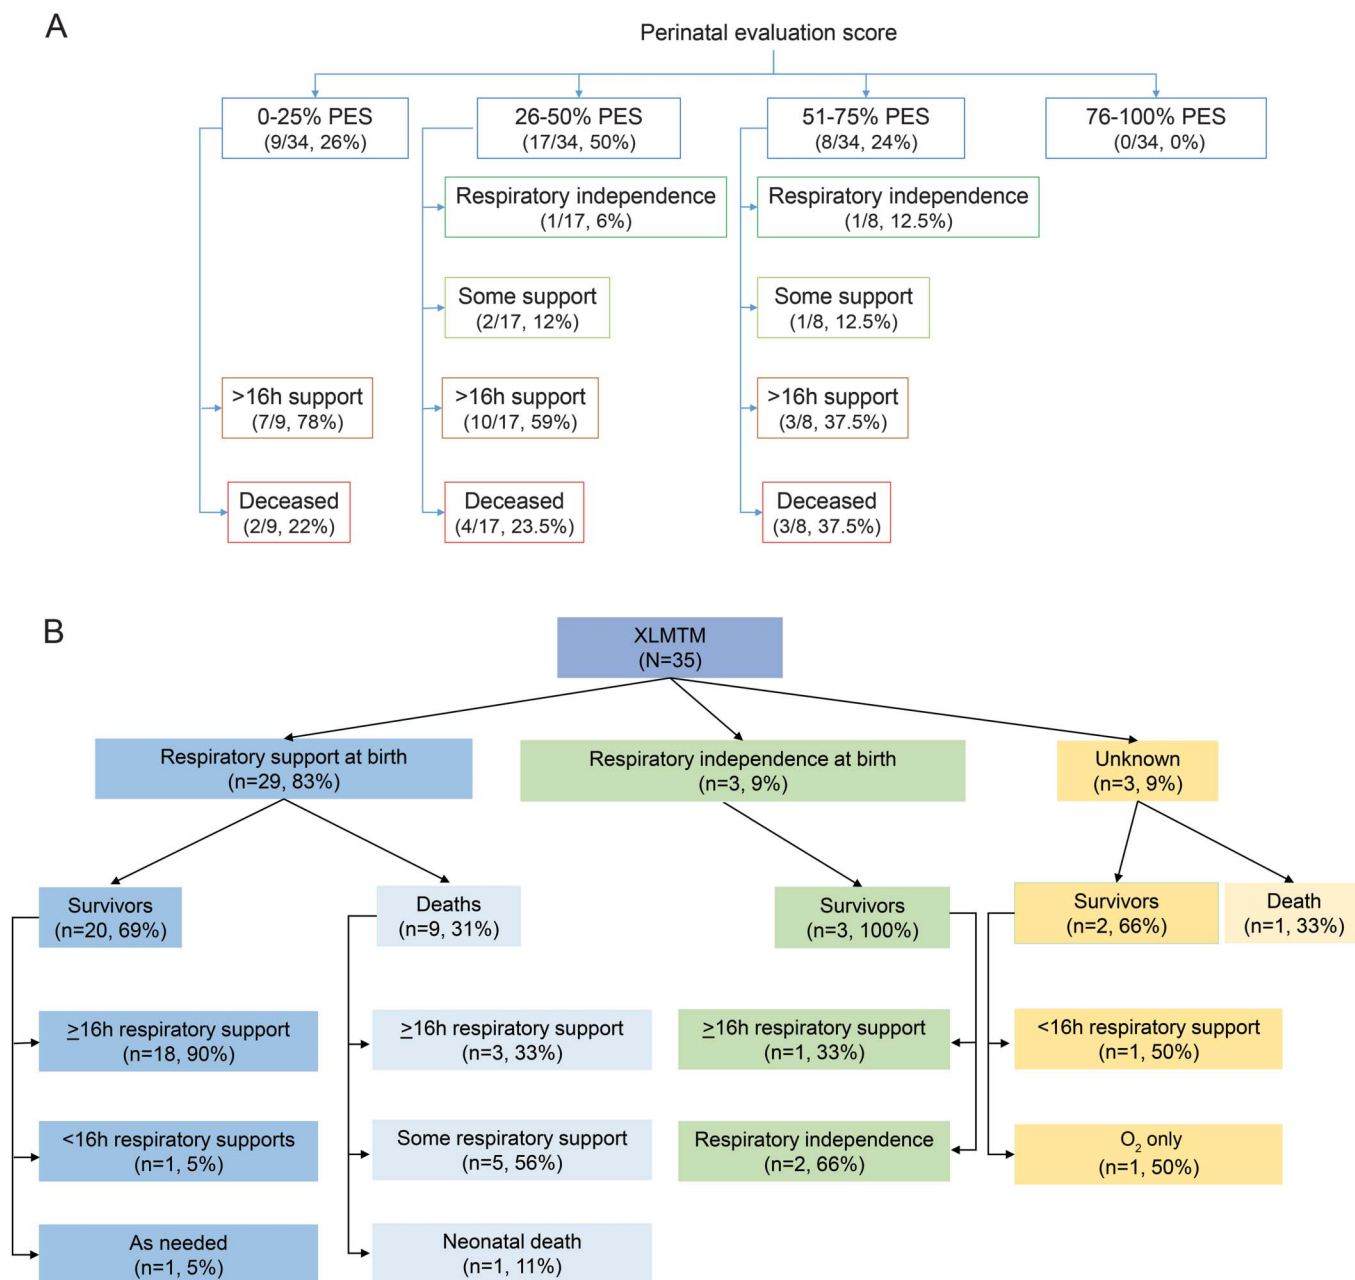 A
Perinatal evaluation score
0-25% PES
(9/34, 26%)
26-50% PES
(17/34, 50%)
51-75% PES
(8/34, 24%)
76-100% PES
(0/34, 0%)
Respiratory independence
(1/17, 6%)
Respiratory independence
(1/8, 12.5%)
Some support
(2/17, 12%)
Some support
(1/8, 12.5%)
>16h support
(7/9, 78%)
>16h support
(10/17, 59%)
>16h support
(3/8, 37.5%)
Deceased
(2/9, 22%)
Deceased
(4/17, 23.5%)
Deceased
(3/8, 37.5%)
B
XLMTM
(N=35)
Respiratory support at birth
(n=29, 83%)
Respiratory independence at birth
(n=3, 9%)
Unknown
(n=3, 9%)
Survivors
(n=20, 69%)
Deaths
(n=9, 31%)
Survivors
(n=3, 100%)
Survivors
(n=2, 66%)
Death
(n=1, 33%)
≥16h respiratory support
(n=18, 90%)
≥16h respiratory support
(n=3, 33%)
≥16h respiratory support
(n=1, 33%)
<16h respiratory support
(n=1, 50%)
<16h respiratory supports
(n=1, 5%)
Some respiratory support
(n=5, 56%)
Respiratory independence
(n=2, 66%)
O₂ only
(n=1, 50%)
As needed
(n=1, 5%)
Neonatal death
(n=1, 11%)